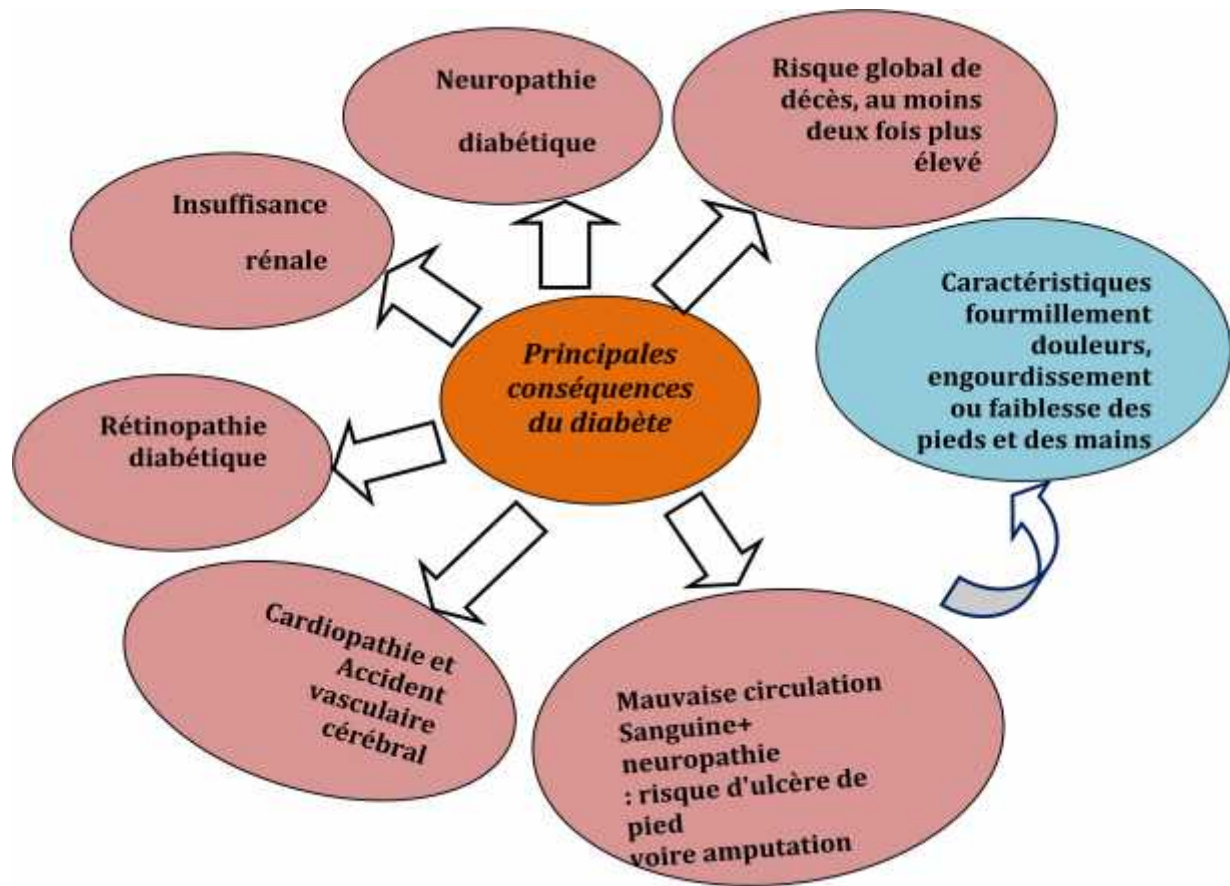 Neuropathie
diabétique
Risque global de
décès, au moins
deux fois plus
élevé
Insuffisance
rénale
Caractéristiques
fourmillement
douleurs,
engourdissement
ou faiblesse des
pieds et des mains
Principales
conséquences
du diabète
Rétinopathie
diabétique
Cardiopathie et
Accident
vasculaire
cérébral
Mauvaise circulation
Sanguine+
neuropathie
: risque d'ulcère de
pied
voire amputation